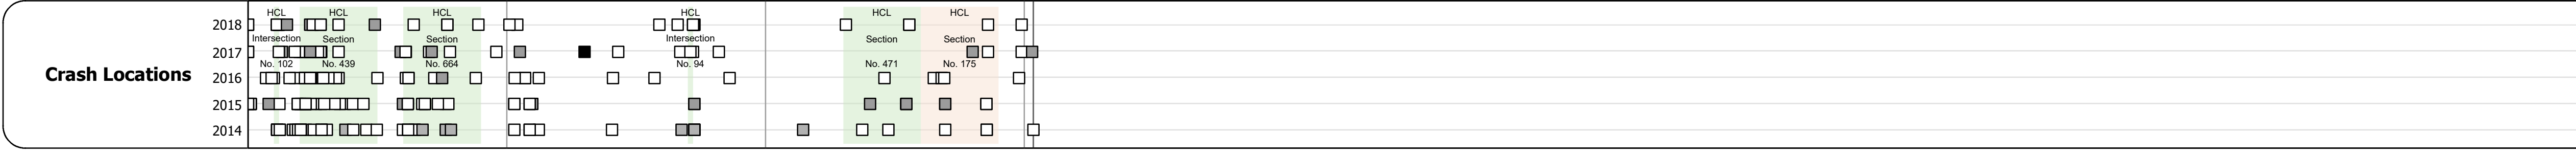 Crash Locations
2018
2017
2016
2015
2014
HCL
Intersection
No. 102
HCL
Section
No. 439
HCL
Section
No. 664
HCL
Intersection
No. 94
HCL
Section
No. 471
HCL
Section
No. 175